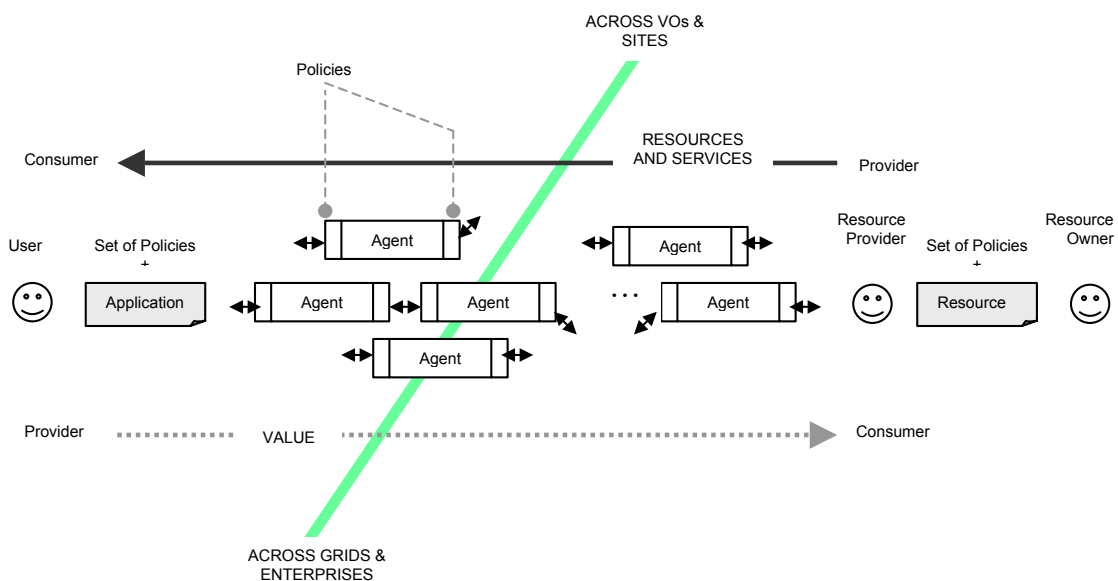 ACROSS VOs &
SITES
Policies
Consumer
RESOURCES
AND SERVICES
Provider
User
Set of Policies
+
Application
Agent
Agent
Agent
Agent
Agent
...
Agent
Resource
Provider
Set of Policies
+
Resource
Resource
Owner
Provider
VALUE
Consumer
ACROSS GRIDS &
ENTERPRISES